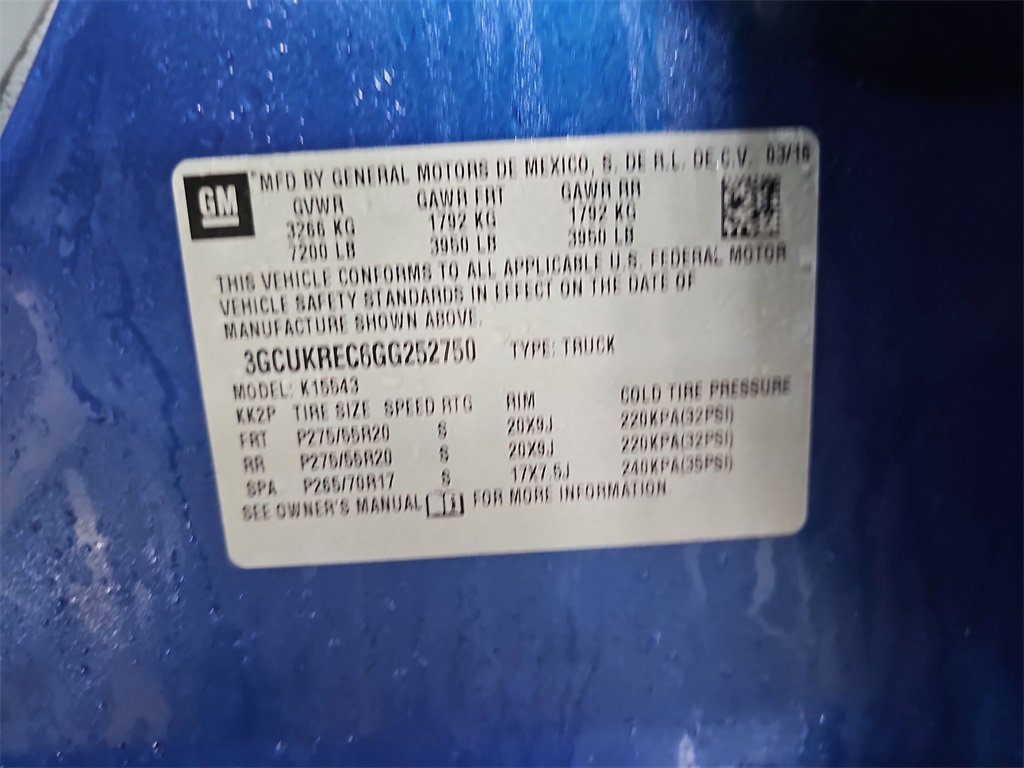 GM
*MFD BY GENERAL MOTORS DE MEXICO, S. DE R.L. DE C.V. 03/16
GVWR GAWR FRT GAWR RR
3266 KG 1792 KG 1792 KG
7200 LB 3950 LB 3950 LB
THIS VEHICLE CONFORMS TO ALL APPLICABLE U.S. FEDERAL MOTOR
VEHICLE SAFETY STANDARDS IN EFFECT ON THE DATE OF
MANUFACTURE SHOWN ABOVE.
3GCUKREC6GG252750 TYPE: TRUCK
MODEL: K15543
KK2P TIRE SIZE SPEED RTG RIM COLD TIRE PRESSURE
FRT P275/55R20 S 20X9J 220KPA(32PSI)
RR P275/55R20 S 20X9J 220KPA(32PSI)
SPA P265/70R17 S 17X7.5J 240KPA(35PSI)
SEE OWNER'S MANUAL FOR MORE INFORMATION